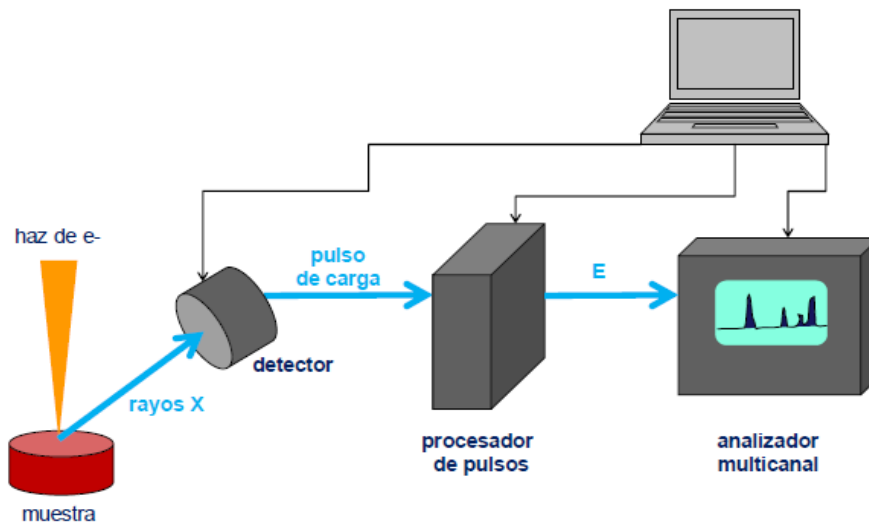 haz de e-
pulso
de carga
E
detector
rayos X
procesador
de pulsos
analizador
multicanal
muestra